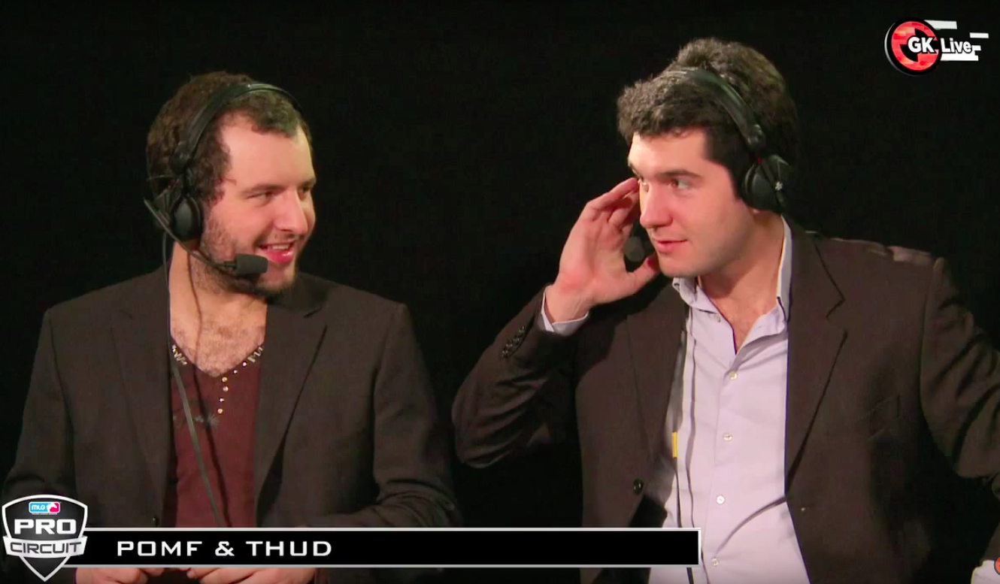 GK Live
MLG
PRO
CIRCUIT
POMF & THUD